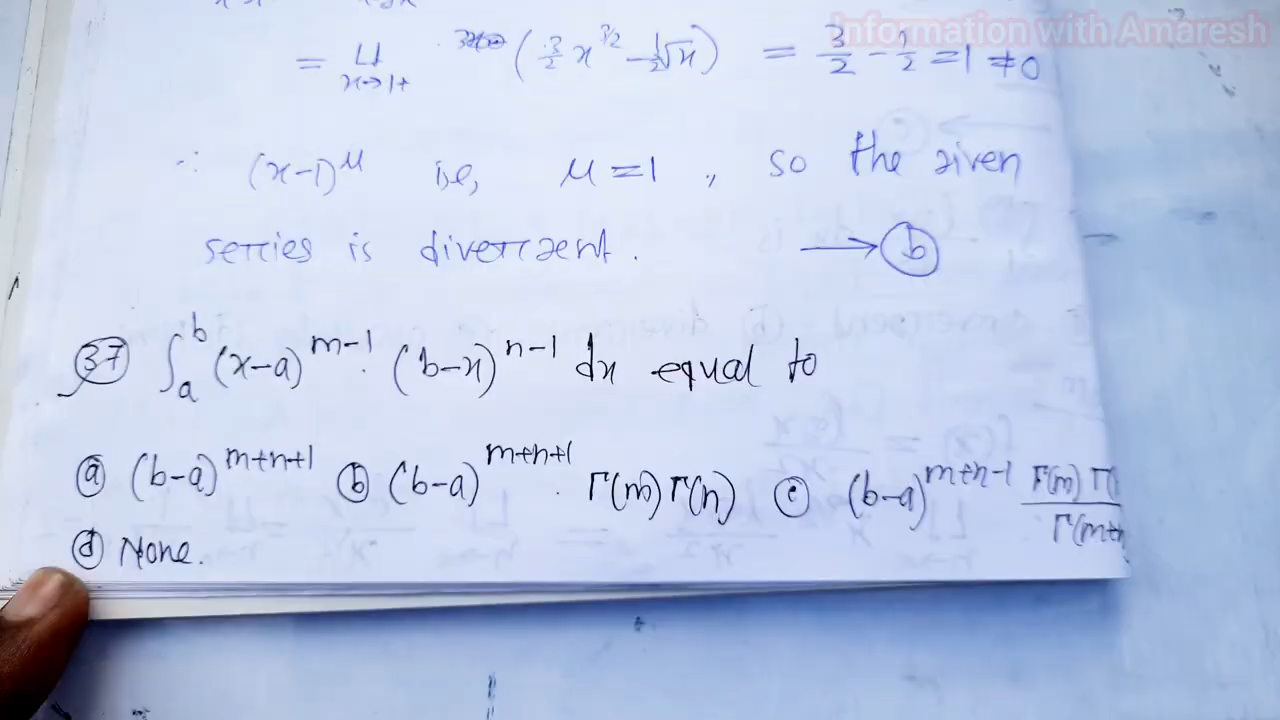 Information with Amaresh
= Lt x→1+ (3/2 x^3/2 − 1/2 √x) = 3/2 − 1/2 = 1 ≠ 0
∴ (x-1)^μ i.e, μ = 1, so the given
series is divergent. → (b)
(37) ∫_a^b (x-a)^m-1 · (b-x)^n-1 dx equal to
(a) (b-a)^m+n+1 (b) (b-a)^m+n+1 · Γ(m) Γ(n) (c) (b-a)^m+n-1 Γ(m) Γ( / Γ(m+n
(d) None.